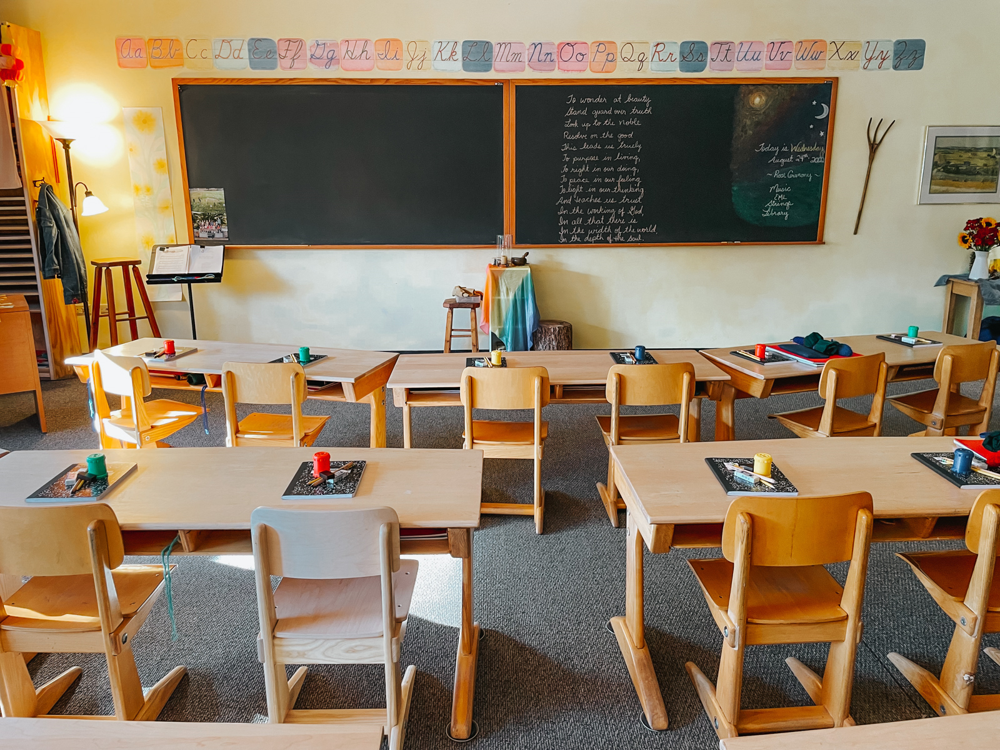 Aa Bb Cc Dd Ee Ff Gg Hh Ii Jj Kk Ll Mm Nn Oo Pp Qq Rr Ss Tt Uu Vv Ww Xx Yy Zz
To wonder at beauty
Stand guard over truth
Look up to the noble
Resolve on the good
This leads us truely
To purpose in living,
To right in our doing,
To peace in our feeling
To light in our thinking
And teaches us trust
In the working of God,
In all that there is
In the width of the world,
In the depth of the soul.
Today is Wednesday
August 24th, 2022
~ Rose Ceremony ~
Music
EML
Strings
Library